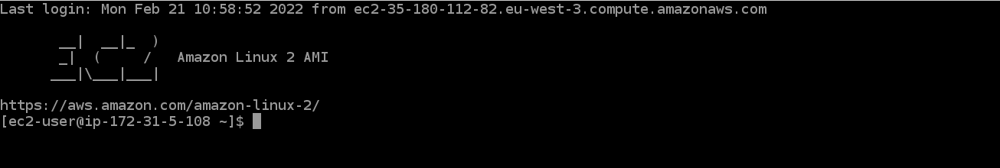 Last login: Mon Feb 21 10:58:52 2022 from ec2-35-180-112-82.eu-west-3.compute.amazonaws.com
       __|  __|_  )
       _|  (     /   Amazon Linux 2 AMI
      ___|\___|___|
https://aws.amazon.com/amazon-linux-2/
[ec2-user@ip-172-31-5-108 ~]$